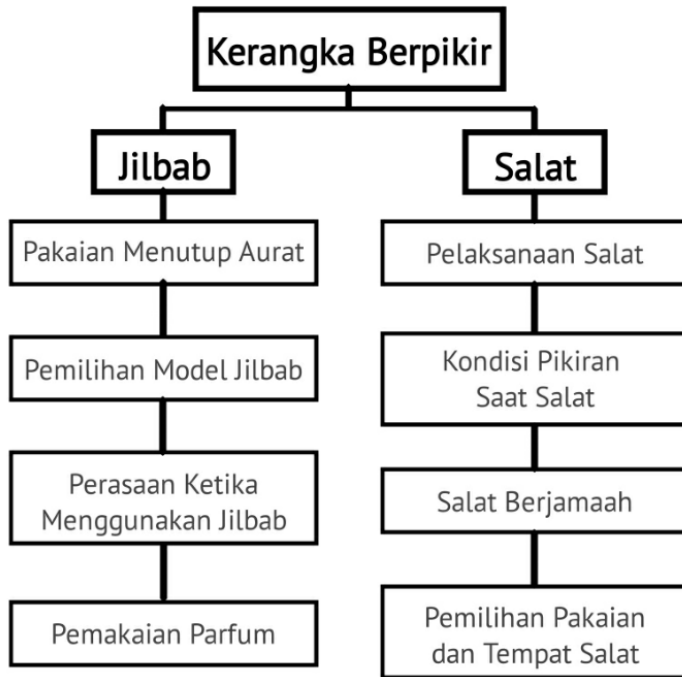 Kerangka Berpikir
Jilbab
Pakaian Menutup Aurat
Pemilihan Model Jilbab
Perasaan Ketika
Menggunakan Jilbab
Pemakaian Parfum
Salat
Pelaksanaan Salat
Kondisi Pikiran
Saat Salat
Salat Berjamaah
Pemilihan Pakaian
dan Tempat Salat